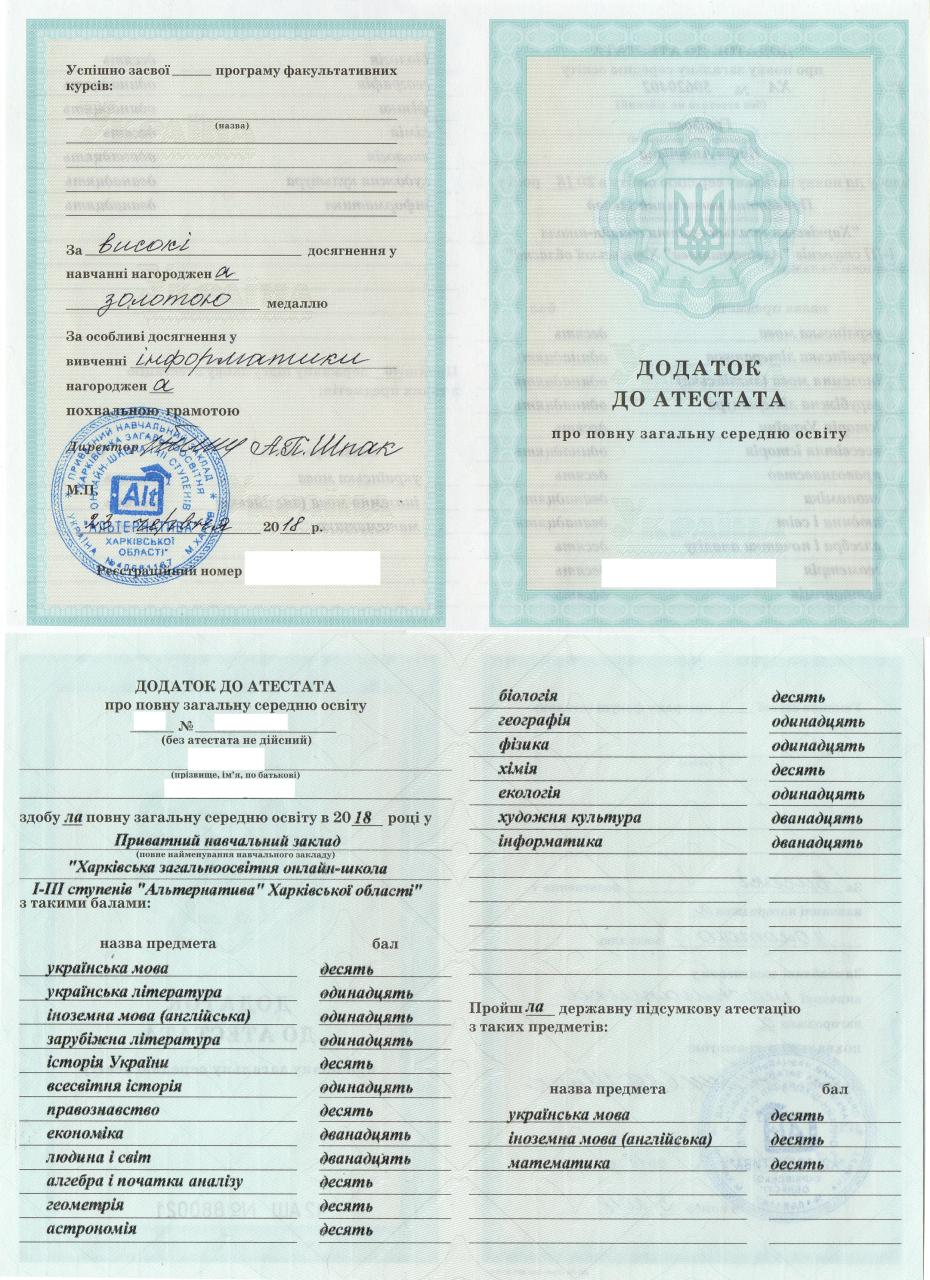 Успішно засвої______ програму факультативних
курсів:
(назва)
За високі досягнення у
навчанні нагороджен а
золотою медаллю
За особливі досягнення у
вивченні інформатики
нагороджен а
похвальною грамотою
Директор А.П. Шпак
М.П.
23 червня 2018 р.
Реєстраційний номер
ПРИВАТНИЙ НАВЧАЛЬНИЙ ЗАКЛАД
ХАРКІВСЬКА ЗАГАЛЬНООСВІТНЯ
ОНЛАЙН-ШКОЛА І-ІІІ СТУПЕНІВ
Alt
"АЛЬТЕРНАТИВА"
ХАРКІВСЬКОЇ
ОБЛАСТІ"
УКРАЇНА
М.ХАРКІВ
ДОДАТОК
ДО АТЕСТАТА
про повну загальну середню освіту
ДОДАТОК ДО АТЕСТАТА
про повну загальну середню освіту
№
(без атестата не дійсний)
(прізвище, ім'я, по батькові)
здобу ла повну загальну середню освіту в 20 18 році у
Приватний навчальний заклад
(повне найменування навчального закладу)
"Харківська загальноосвітня онлайн-школа
І-ІІІ ступенів "Альтернатива" Харківської області"
з такими балами:
назва предмета бал
українська мова десять
українська література одинадцять
іноземна мова (англійська) одинадцять
зарубіжна література одинадцять
історія України десять
всесвітня історія одинадцять
правознавство десять
економіка дванадцять
людина і світ дванадцять
алгебра і початки аналізу десять
геометрія десять
астрономія десять
біологія десять
географія одинадцять
фізика одинадцять
хімія десять
екологія одинадцять
художня культура дванадцять
інформатика дванадцять
Пройш ла державну підсумкову атестацію
з таких предметів:
назва предмета бал
українська мова десять
іноземна мова (англійська) десять
математика десять